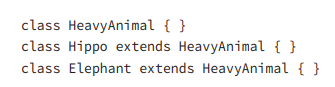 class HeavyAnimal { }
class Hippo extends HeavyAnimal { }
class Elephant extends HeavyAnimal { }